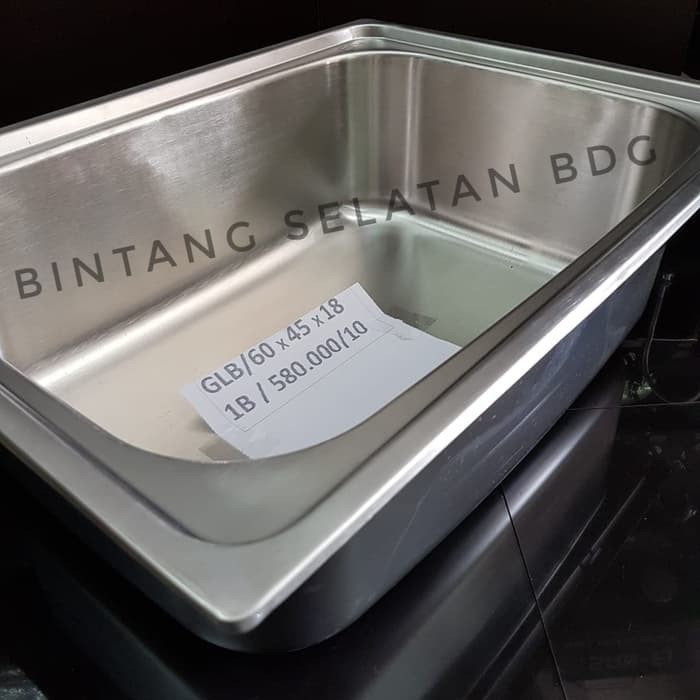 BINTANG SELATAN BDG
GLB/60 x 45 x 18
1B / 580.000/10